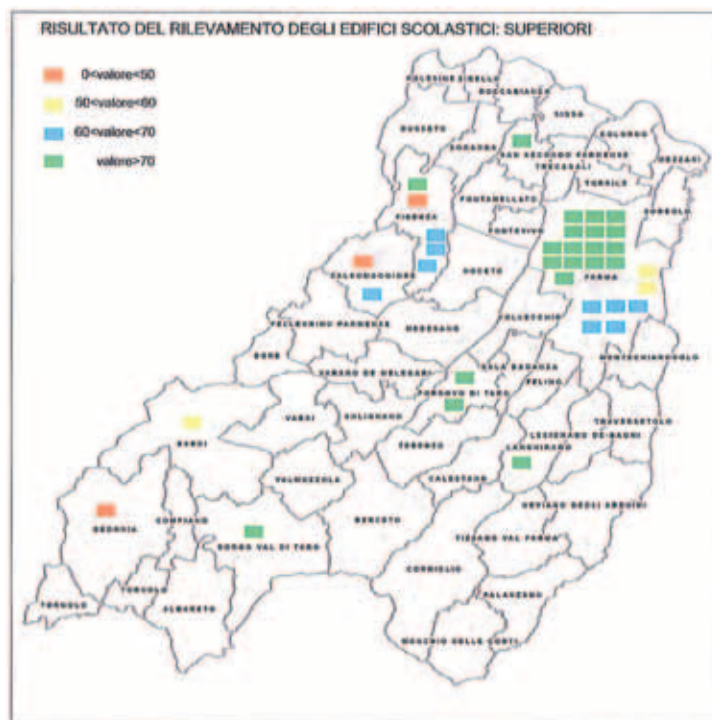 RISULTATO DEL RILEVAMENTO DEGLI EDIFICI SCOLASTICI: SUPERIORI
0<valore<50
50<valore<60
60<valore<70
valore>70
POLESINE ZIBELLO
ROCCABIANCA
SISSA
BUSSETO
SORAGNA
SAN SECONDO PARMENSE
TRECASALI
COLORNO
MEZZANI
TORRILE
SORBOLO
FIDENZA
FONTANELLATO
FONTEVIVO
PARMA
SALSOMAGGIORE
NOCETO
COLLECCHIO
PELLEGRINO PARMENSE
MEDESANO
MONTECHIARUGOLO
BORE
VARANO DE MELEGARI
SALA BAGANZA
FORNOVO DI TARO
FELINO
TRAVERSETOLO
BARDI
VARSI
SOLIGNANO
TERENZO
LESIGNANO DE BAGNI
LANGHIRANO
VALMOZZOLA
CALESTANO
BEDONIA
COMPIANO
BORGO VAL DI TARO
BERCETO
NEVIANO DEGLI ARDUINI
TIZZANO VAL PARMA
CORNIGLIO
TORNOLO
ALBARETO
PALANZANO
MONCHIO DELLE CORTI